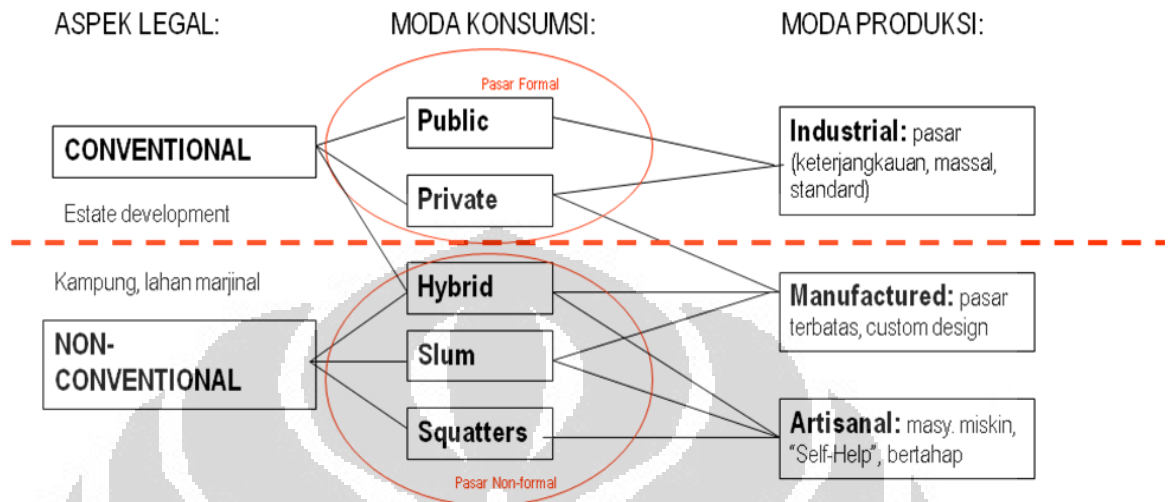 ASPEK LEGAL:
MODA KONSUMSI:
MODA PRODUKSI:
Pasar Formal
Public
CONVENTIONAL
Industrial: pasar
(keterjangkauan, massal,
standard)
Private
Estate development
Kampung, lahan marjinal
Hybrid
Manufactured: pasar
terbatas, custom design
NON-
CONVENTIONAL
Slum
Squatters
Artisanal: masy. miskin,
“Self-Help”, bertahap
Pasar Non-formal